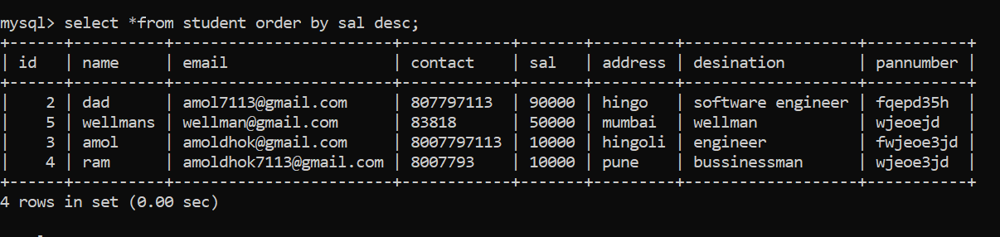 mysql> select *from student order by sal desc;
+------+----------+-----------------------+------------+-------+---------+-------------------+-----------+
| id   | name     | email                 | contact    | sal   | address | desination        | pannumber |
+------+----------+-----------------------+------------+-------+---------+-------------------+-----------+
|    2 | dad      | amol7113@gmail.com    | 807797113  | 90000 | hingo   | software engineer | fqepd35h  |
|    5 | wellmans | wellman@gmail.com     | 83818      | 50000 | mumbai  | wellman           | wjeoejd   |
|    3 | amol     | amoldhok@gmail.com    | 8007797113 | 10000 | hingoli | engineer          | fwjeoe3jd |
|    4 | ram      | amoldhok7113@gmail.com | 8007793    | 10000 | pune    | bussinessman      | wjeoe3jd  |
+------+----------+-----------------------+------------+-------+---------+-------------------+-----------+
4 rows in set (0.00 sec)